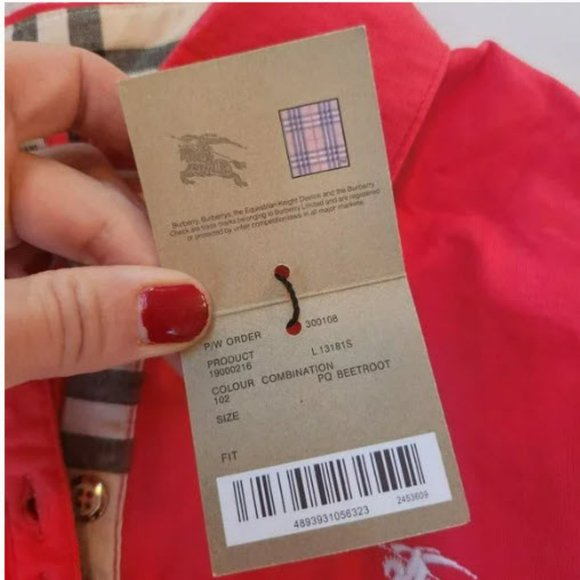 Burberry, Burberrys, the Equestrian Knight Device and the Burberry
Check are trade marks belonging to Burberry Limited and are registered
or protected by unfair competition laws in all major markets.
P/W ORDER 300108
PRODUCT L13181S
19000216
COLOUR COMBINATION
102 PQ BEETROOT
SIZE
FIT
2453609
4893931056323